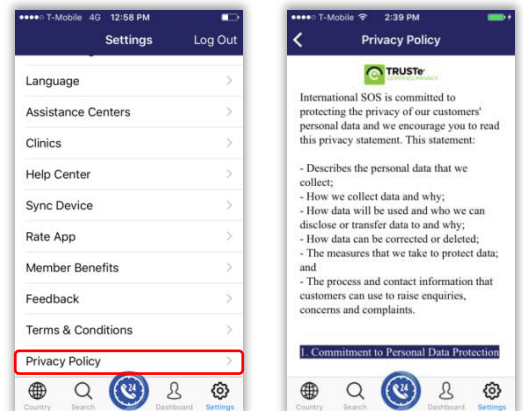 T-Mobile 4G 12:58 PM
Settings
Log Out
Language
Assistance Centers
Clinics
Help Center
Sync Device
Rate App
Member Benefits
Feedback
Terms & Conditions
Privacy Policy
Country
Search
24
Dashboard
Settings
T-Mobile 2:39 PM
Privacy Policy
TRUSTe
CERTIFIED PRIVACY
International SOS is committed to
protecting the privacy of our customers'
personal data and we encourage you to read
this privacy statement. This statement:
- Describes the personal data that we
collect;
- How we collect data and why;
- How data will be used and who we can
disclose or transfer data to and why;
- How data can be corrected or deleted;
- The measures that we take to protect data;
and
- The process and contact information that
customers can use to raise enquiries,
concerns and complaints.
1. Commitment to Personal Data Protection
Country
Search
24
Dashboard
Settings